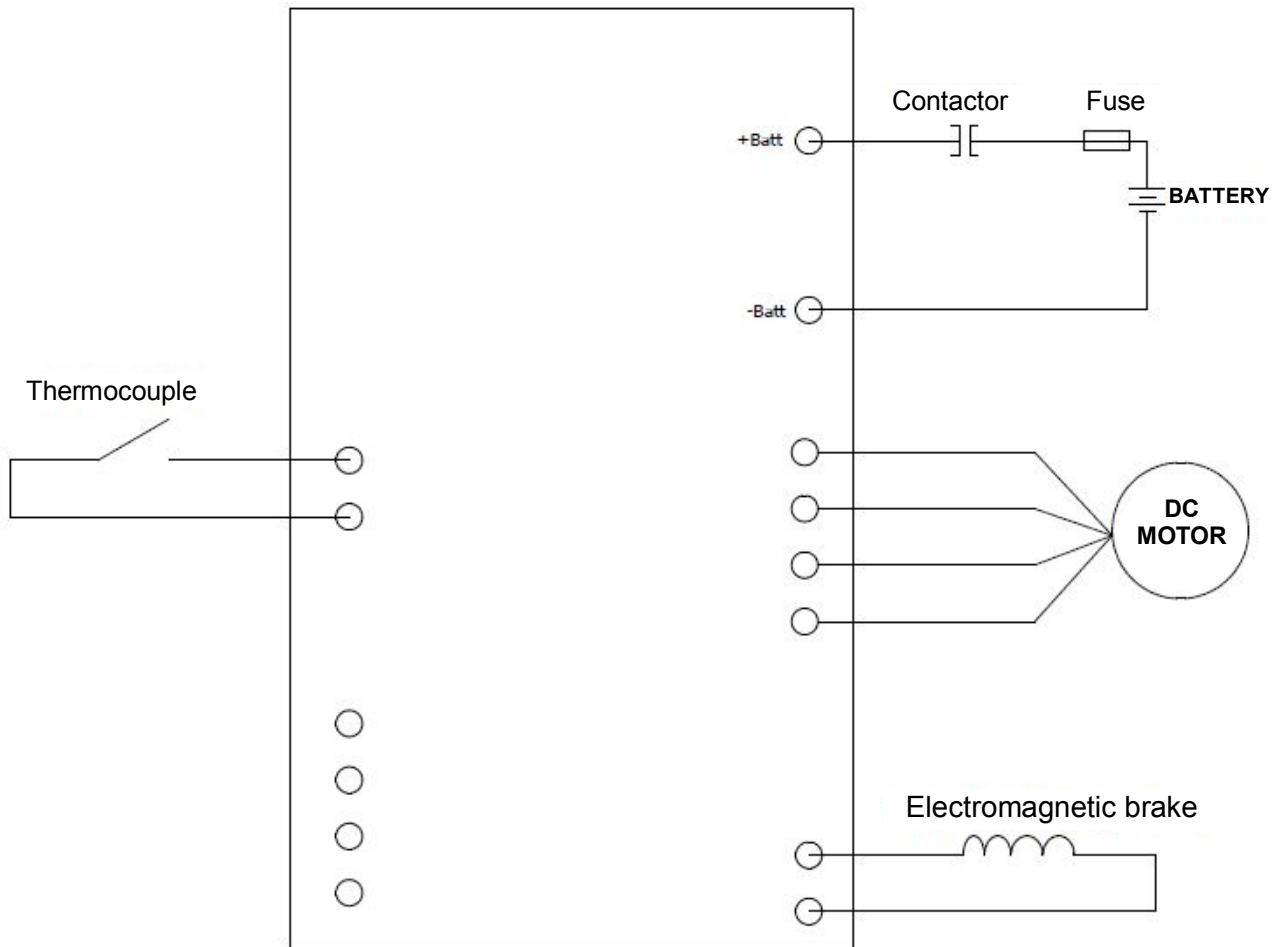 Contactor
Fuse
+Batt
BATTERY
-Batt
Thermocouple
DC
MOTOR
Electromagnetic brake